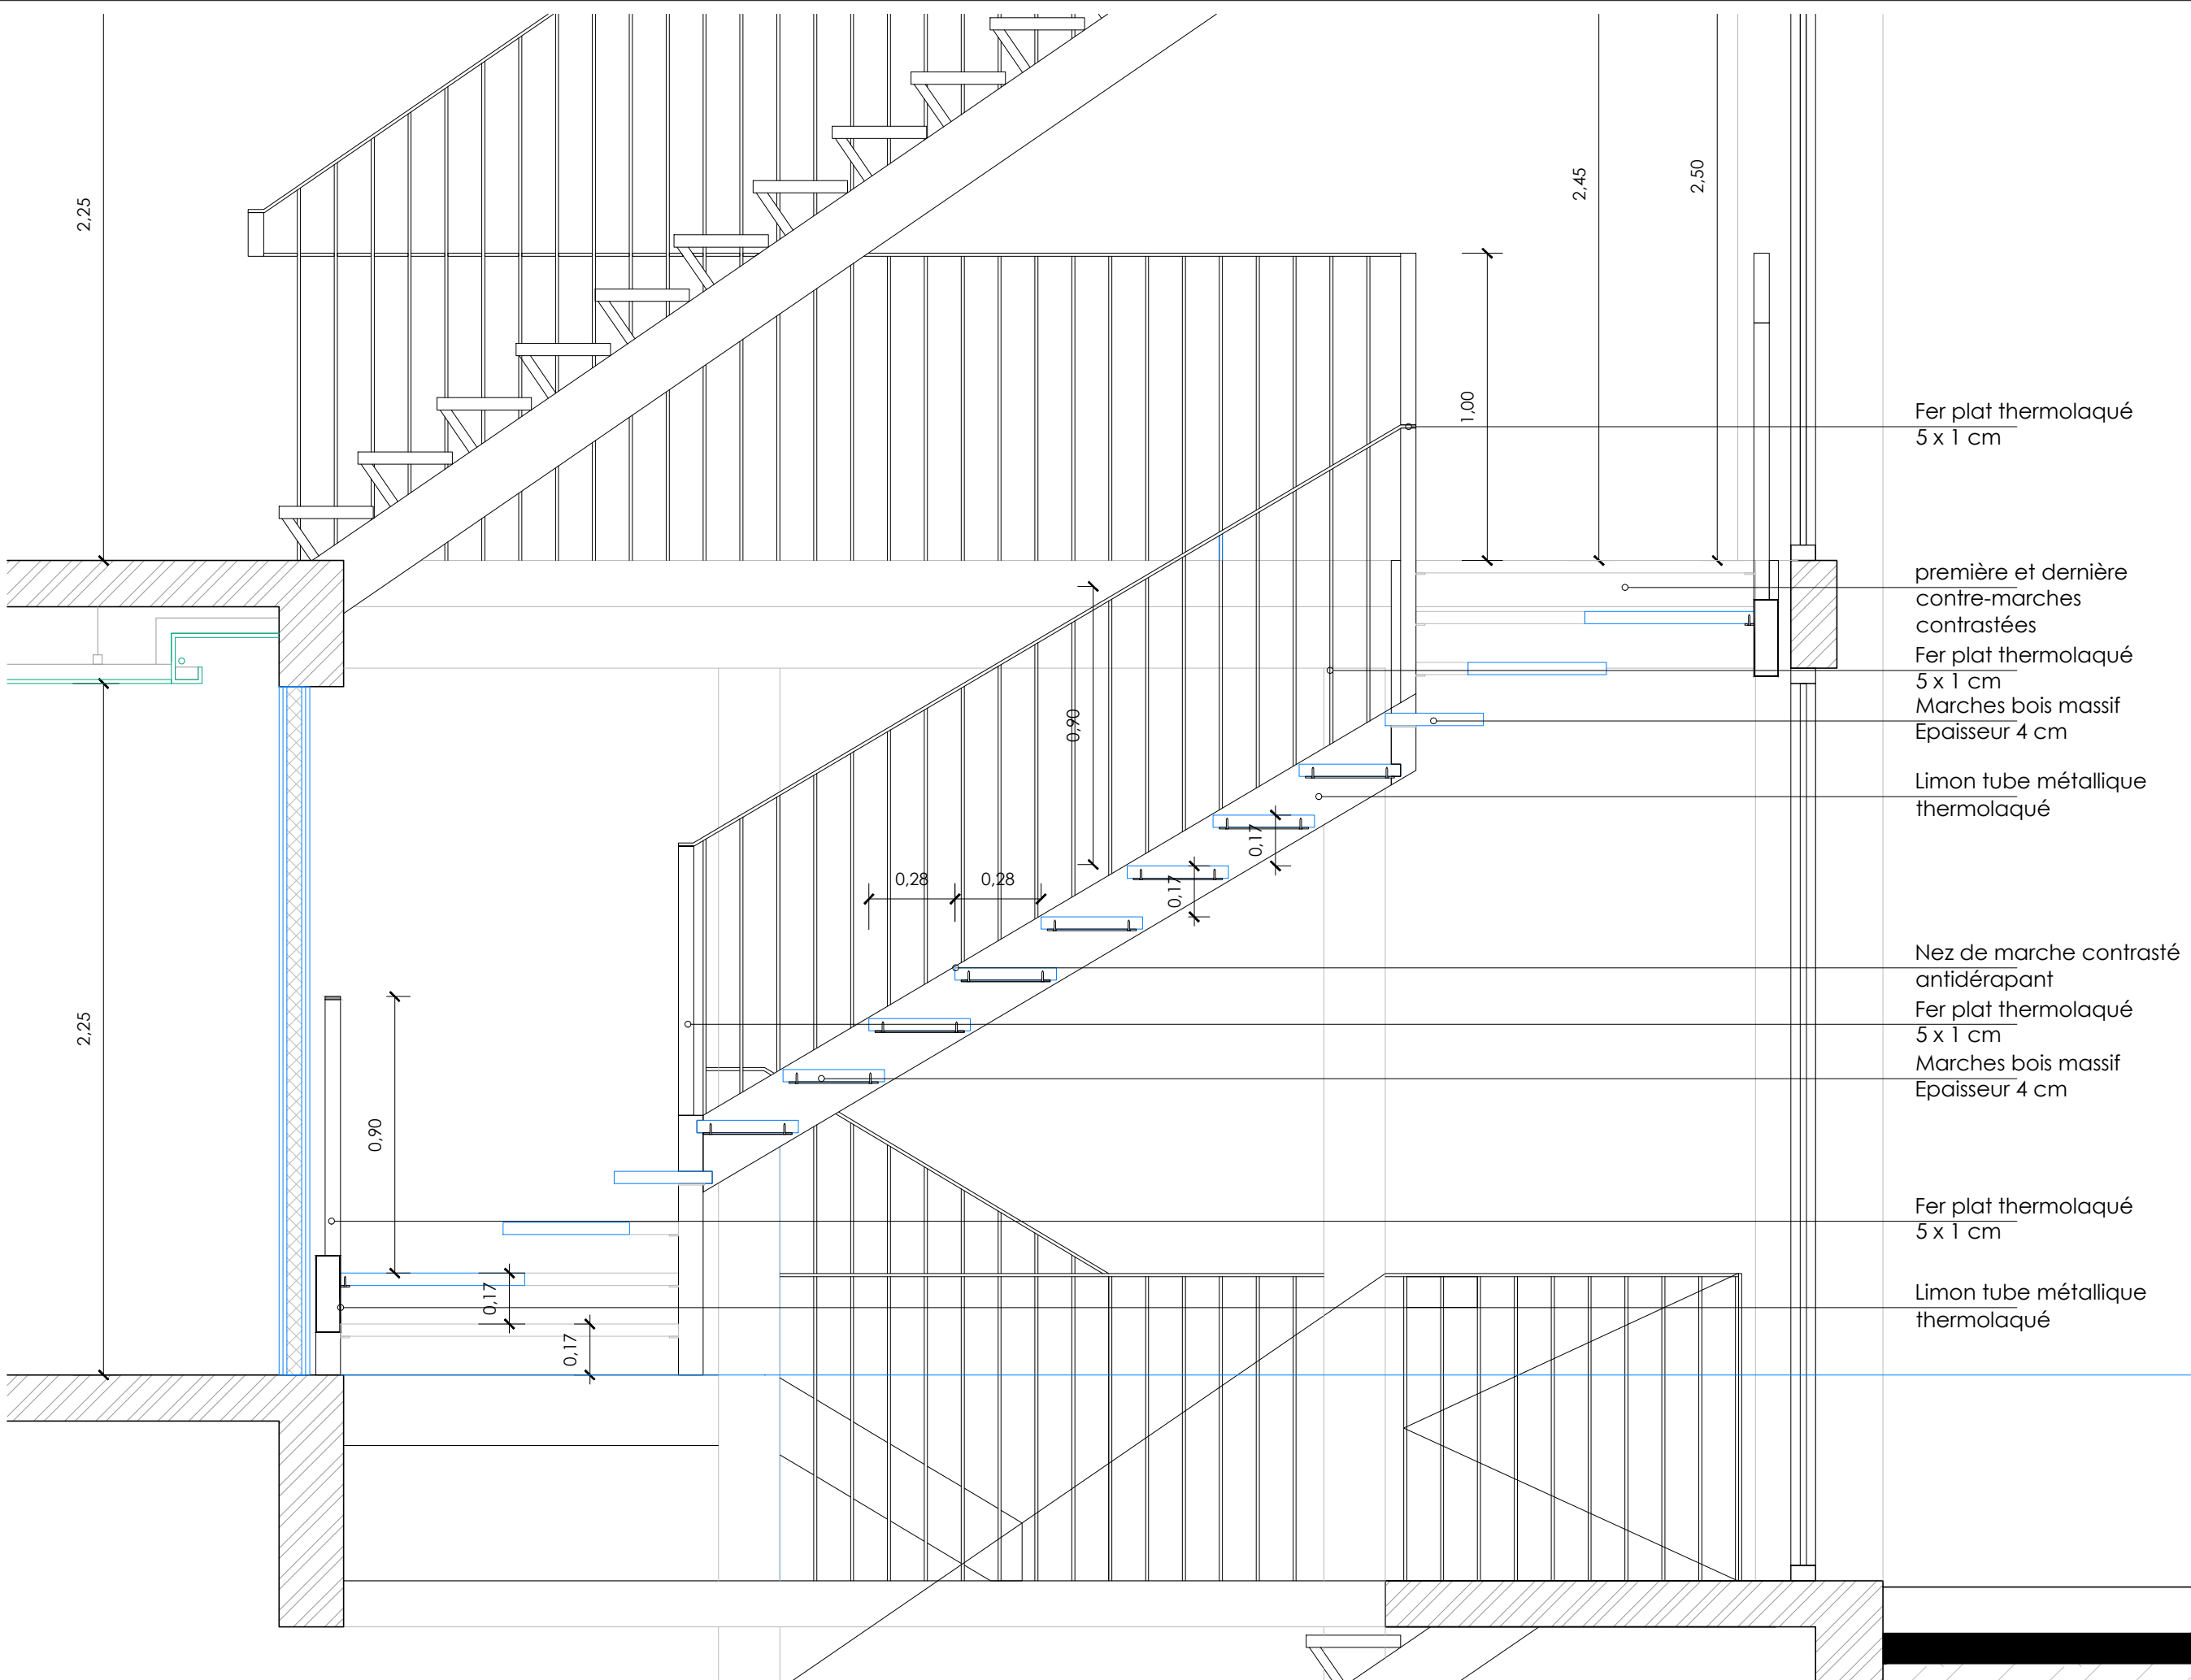 2,25
2,45
2,50
1,00
Fer plat thermolaqué
5 x 1 cm
première et dernière
contre-marches
contrastées
Fer plat thermolaqué
5 x 1 cm
Marches bois massif
Epaisseur 4 cm
0,90
Limon tube métallique
thermolaqué
0,17
0,28
0,28
0,17
Nez de marche contrasté
antidérapant
Fer plat thermolaqué
5 x 1 cm
2,25
Marches bois massif
Epaisseur 4 cm
0,90
Fer plat thermolaqué
5 x 1 cm
0,17
Limon tube métallique
thermolaqué
0,17